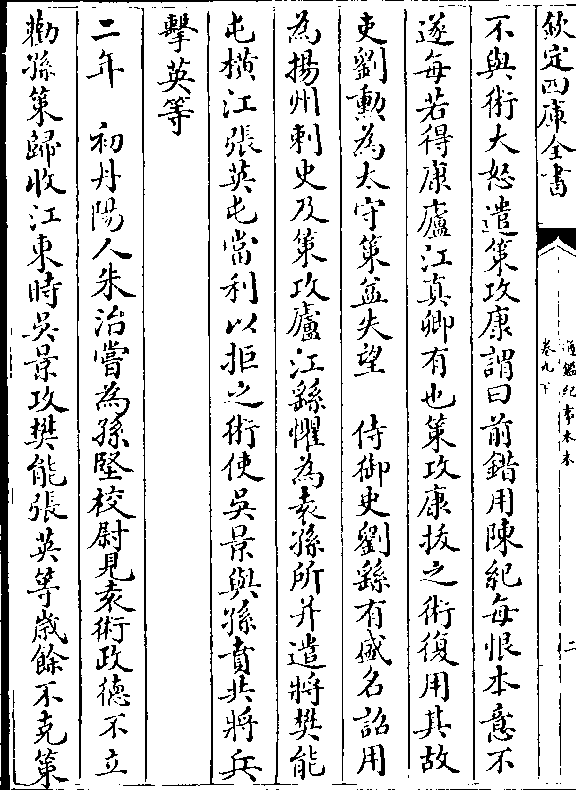 欽定四庫全書
通鑑紀事本末
卷九下
二
不與術大怒遣策攻康謂曰前錯用陳紀每恨本意不
遂每若得康廬江真卿有也策攻康拔之術復用其故
吏劉勳為太守策益失望　侍御史劉繇有盛名詔用
為揚州刺史及策攻廬江繇懼為袁孫所并遣將樊能
屯橫江張英屯當利以拒之術使吳景與孫賁共將兵
擊英等
二年　初丹陽人朱治嘗為孫堅校尉見袁術政德不立
勸孫策歸收江東時吳景攻樊能張英等歲餘不克策